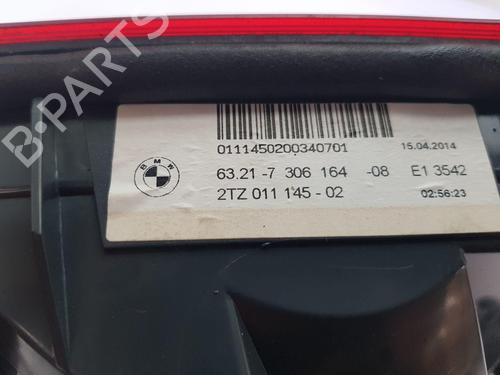 B-PARTS
0111450200340701 15.04.2014
BMW
63.21-7 306 164 -08 E1 3542
2TZ 011 145 - 02 02:56:23